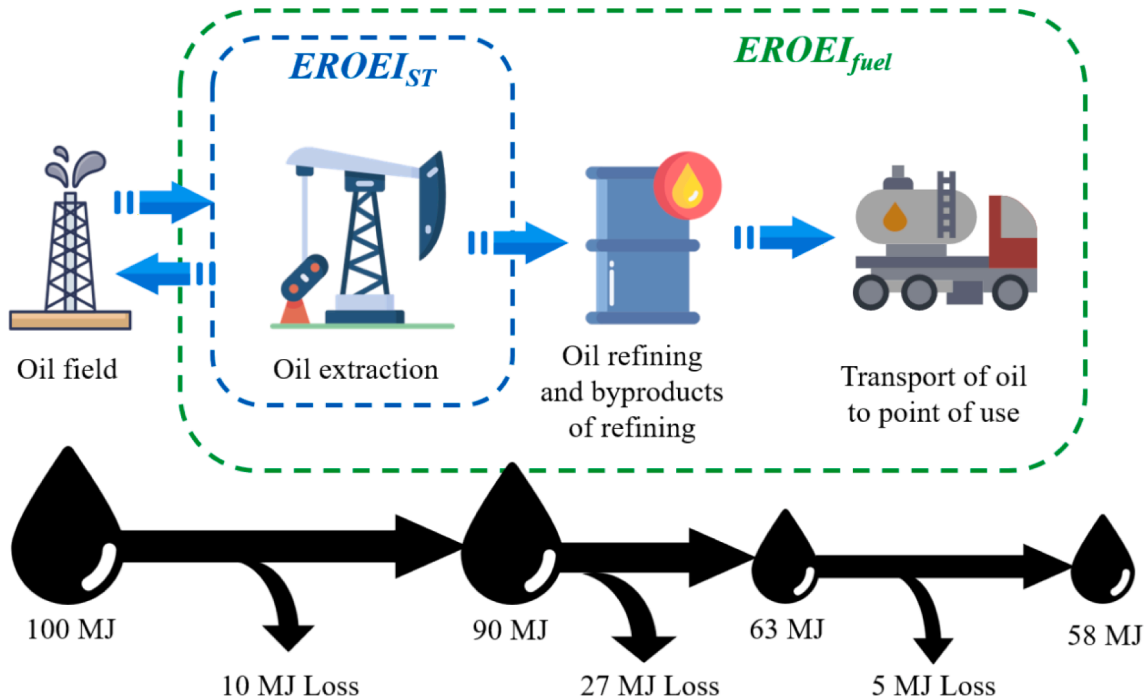 EROEI_ST
EROEI_fuel
Oil field
Oil extraction
Oil refining
and byproducts
of refining
Transport of oil
to point of use
100 MJ
90 MJ
63 MJ
58 MJ
10 MJ Loss
27 MJ Loss
5 MJ Loss